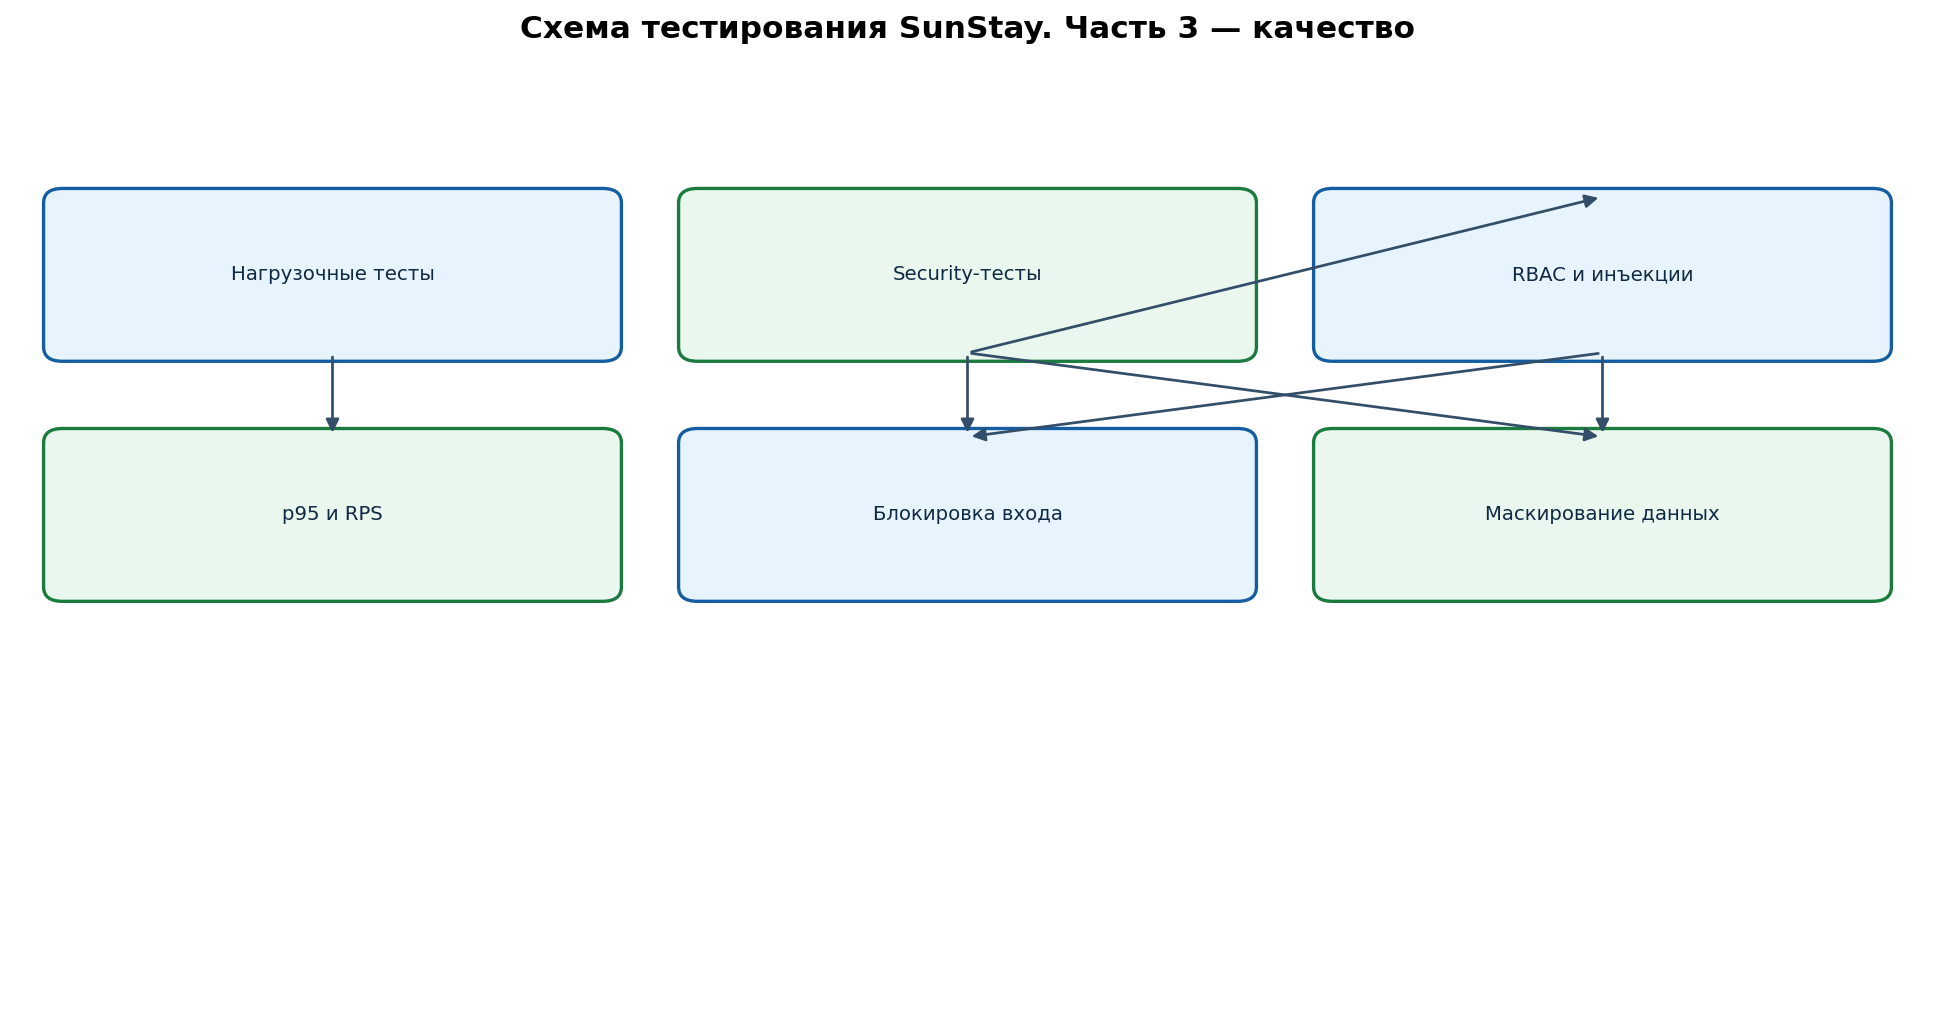 Схема тестирования SunStay. Часть 3 — качество
Нагрузочные тесты
Security-тесты
RBAC и инъекции
p95 и RPS
Блокировка входа
Маскирование данных